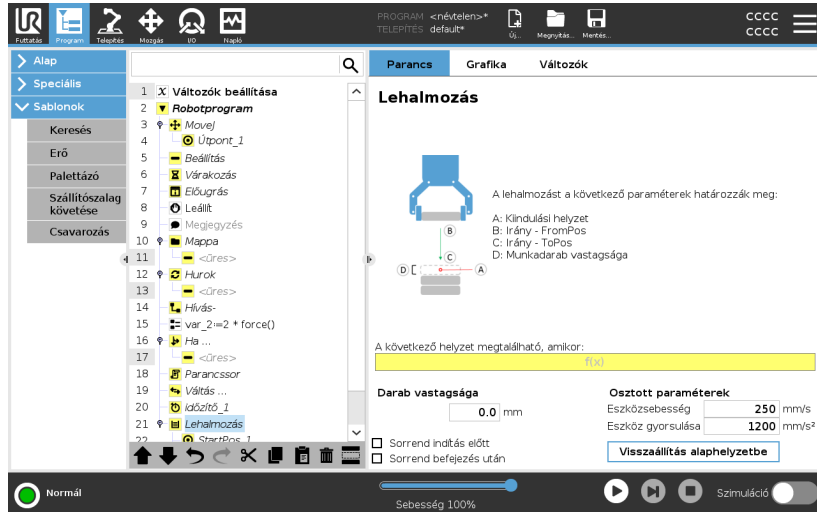 PROGRAM <névtelen>*
TELEPÍTÉS default*
Futtatás
Program
Telepítés
Mozgás
I/O
Napló
Új...
Megnyitás...
Mentés...
CCCC
CCCC
Alap
Speciális
Sablonok
Keresés
Erő
Palettázó
Szállítószalag
követése
Csavarozás
1 X Változók beállítása
2 Robotprogram
3 MoveJ
4 Útpont_1
5 Beállítás
6 Várakozás
7 Előugrás
8 Leállít
9 Megjegyzés
10 Mappa
11 <üres>
12 Hurok
13 <üres>
14 Hívás-
15 var_2:=2 * force()
16 Ha ...
17 <üres>
18 Parancssor
19 Váltás ...
20 időzítő_1
21 Lehalmozás
22 StartPos_1
Parancs
Grafika
Változók
Lehalmozás
B
C
D
A
A lehalmozást a következő paraméterek határozzák meg:
A: Kiindulási helyzet
B: Irány - FromPos
C: Irány - ToPos
D: Munkadarab vastagsága
A következő helyzet megtalálható, amikor:
f(x)
Darab vastagsága
0.0 mm
Sorrend indítás előtt
Sorrend befejezés után
Osztott paraméterek
Eszközsebesség 250 mm/s
Eszköz gyorsulása 1200 mm/s²
Visszaállítás alaphelyzetbe
Normál
Sebesség 100%
Szimuláció